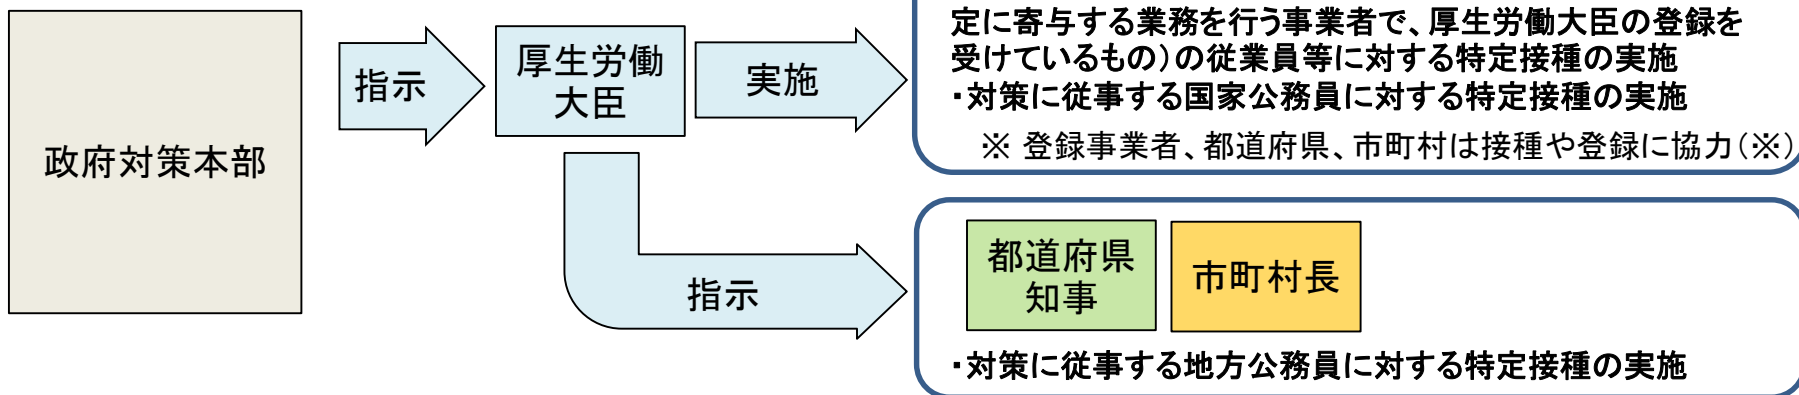 政府対策本部
指示
厚生労働
大臣
実施
定に寄与する業務を行う事業者で、厚生労働大臣の登録を
受けているもの)の従業員等に対する特定接種の実施
・対策に従事する国家公務員に対する特定接種の実施
※ 登録事業者、都道府県、市町村は接種や登録に協力(※)
指示
都道府県
知事
市町村長
・対策に従事する地方公務員に対する特定接種の実施